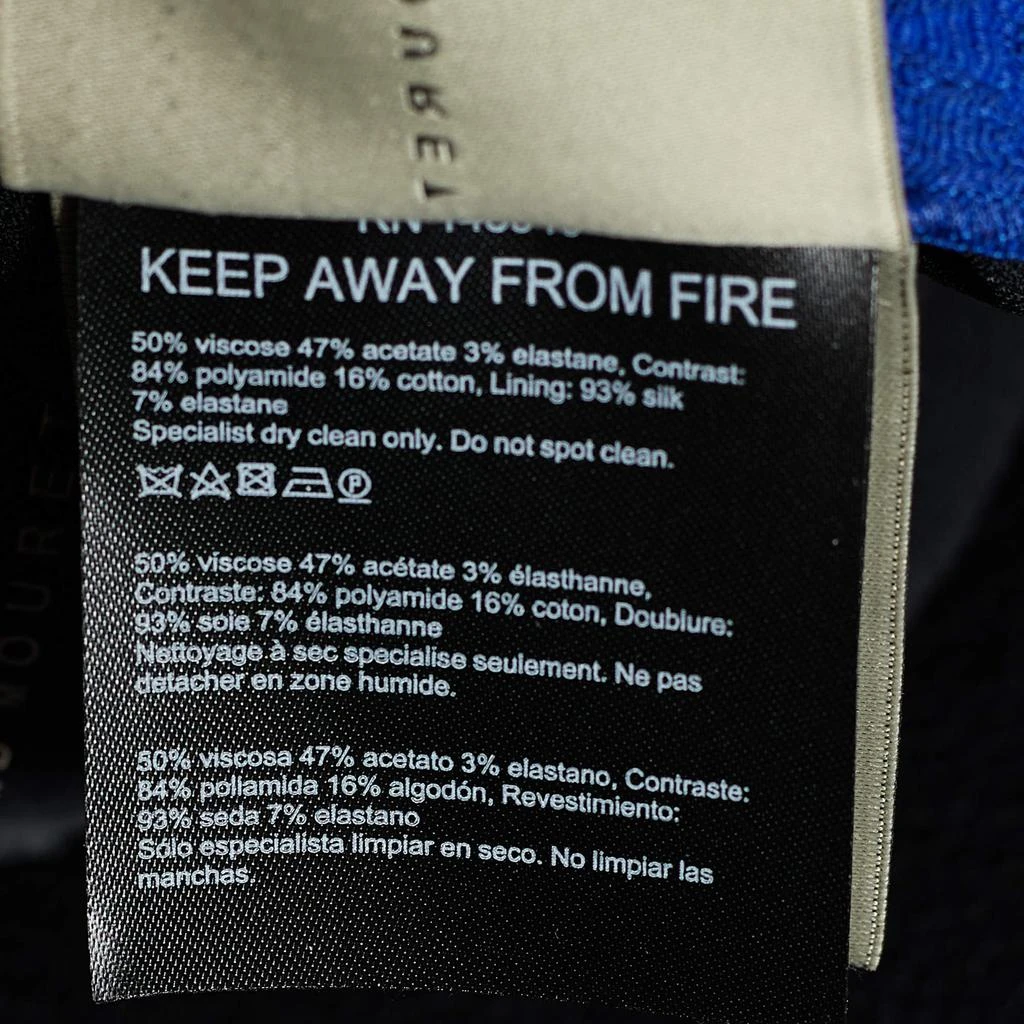 KEEP AWAY FROM FIRE
50% viscose 47% acetate 3% elastane, Contrast:
84% polyamide 16% cotton, Lining: 93% silk
7% elastane
Specialist dry clean only. Do not spot clean.
P
50% viscose 47% acétate 3% élasthanne,
Contraste: 84% polyamide 16% coton, Doublure:
93% soie 7% élasthanne
Nettoyage à sec specialise seulement. Ne pas
detacher en zone humide.
50% viscosa 47% acetato 3% elastano, Contraste:
84% poliamida 16% algodón, Revestimiento:
93% seda 7% elastano
Sólo especialista limpiar en seco. No limpiar las
manchas.